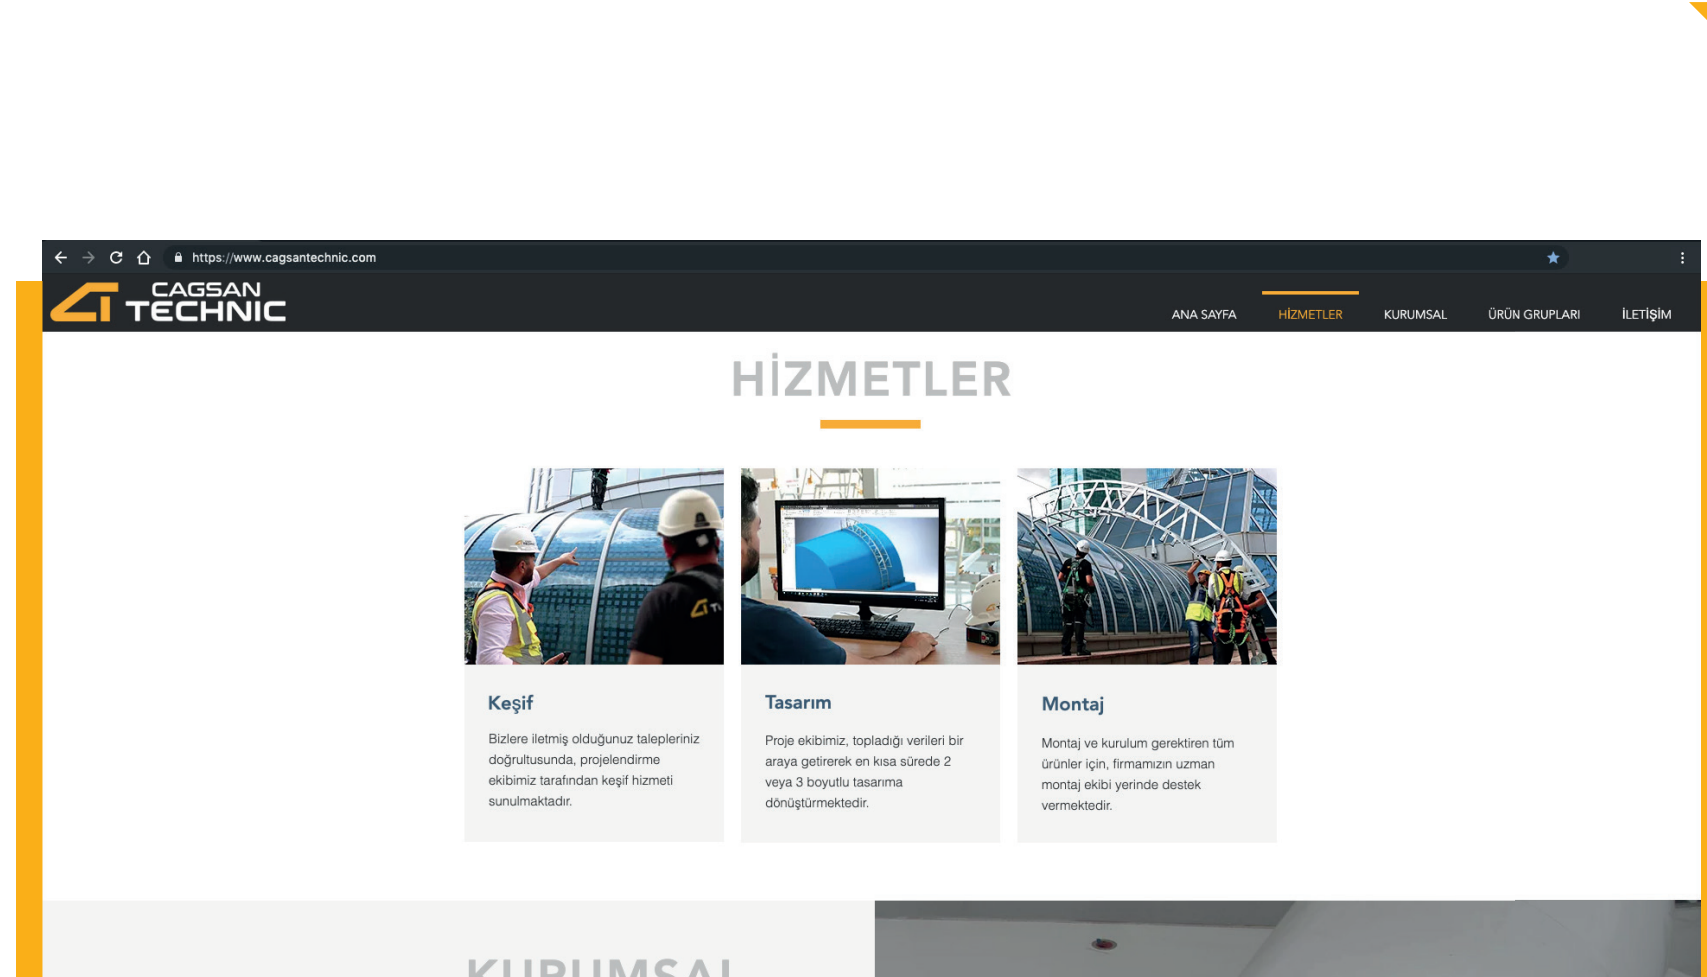 https://www.cagsantechnic.com
CAGSAN
TECHNIC
ANA SAYFA
HİZMETLER
KURUMSAL
ÜRÜN GRUPLARI
İLETİŞİM
HİZMETLER
Keşif
Bizlere iletmiş olduğunuz talepleriniz
doğrultusunda, projelendirme
ekibimiz tarafından keşif hizmeti
sunulmaktadır.
Tasarım
Proje ekibimiz, topladığı verileri bir
araya getirerek en kısa sürede 2
veya 3 boyutlu tasarıma
dönüştürmektedir.
Montaj
Montaj ve kurulum gerektiren tüm
ürünler için, firmamızın uzman
montaj ekibi yerinde destek
vermektedir.
KURUMSAL